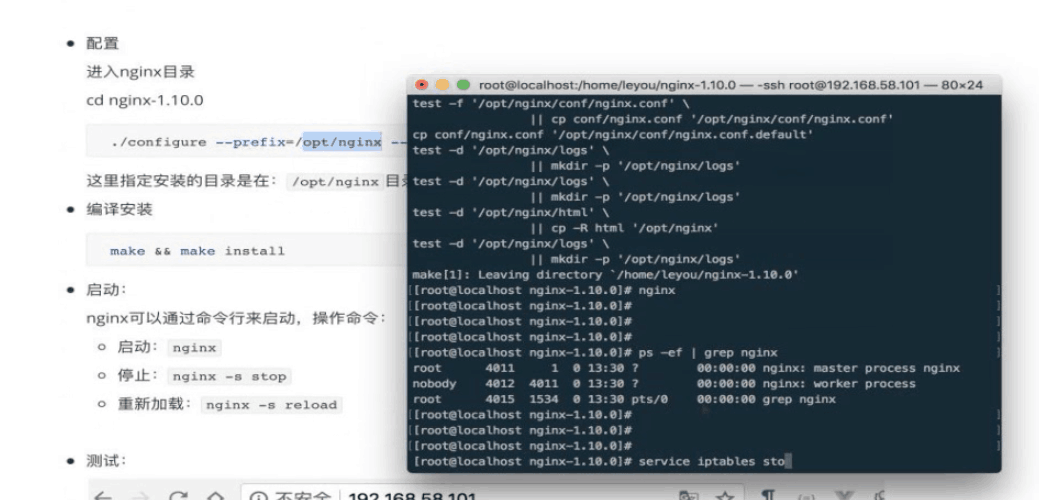 配置
进入nginx目录
cd nginx-1.10.0
./configure --prefix=/opt/nginx --
这里指定安装的目录是在：/opt/nginx目
编译安装
make && make install
启动：
nginx可以通过命令行来启动，操作命令：
启动：nginx
停止：nginx -s stop
重新加载：nginx -s reload
测试：
root@localhost:/home/leyou/nginx-1.10.0 — -ssh root@192.168.58.101 — 80×24
test -f '/opt/nginx/conf/nginx.conf' \
|| cp conf/nginx.conf '/opt/nginx/conf/nginx.conf'
cp conf/nginx.conf '/opt/nginx/conf/nginx.conf.default'
test -d '/opt/nginx/logs' \
|| mkdir -p '/opt/nginx/logs'
test -d '/opt/nginx/logs' \
|| mkdir -p '/opt/nginx/logs'
test -d '/opt/nginx/html' \
|| cp -R html '/opt/nginx'
test -d '/opt/nginx/logs' \
|| mkdir -p '/opt/nginx/logs'
make[1]: Leaving directory `/home/leyou/nginx-1.10.0'
[[root@localhost nginx-1.10.0]# nginx ]
[[root@localhost nginx-1.10.0]# ]
[[root@localhost nginx-1.10.0]# ]
[[root@localhost nginx-1.10.0]# ]
[[root@localhost nginx-1.10.0]# ps -ef | grep nginx ]
root 4011 1 0 13:30 ? 00:00:00 nginx: master process nginx
nobody 4012 4011 0 13:30 ? 00:00:00 nginx: worker process
root 4015 1534 0 13:30 pts/0 00:00:00 grep nginx
[[root@localhost nginx-1.10.0]# ]
[[root@localhost nginx-1.10.0]# ]
[[root@localhost nginx-1.10.0]# ]
[root@localhost nginx-1.10.0]# service iptables sto
不安全 192.168.58.101